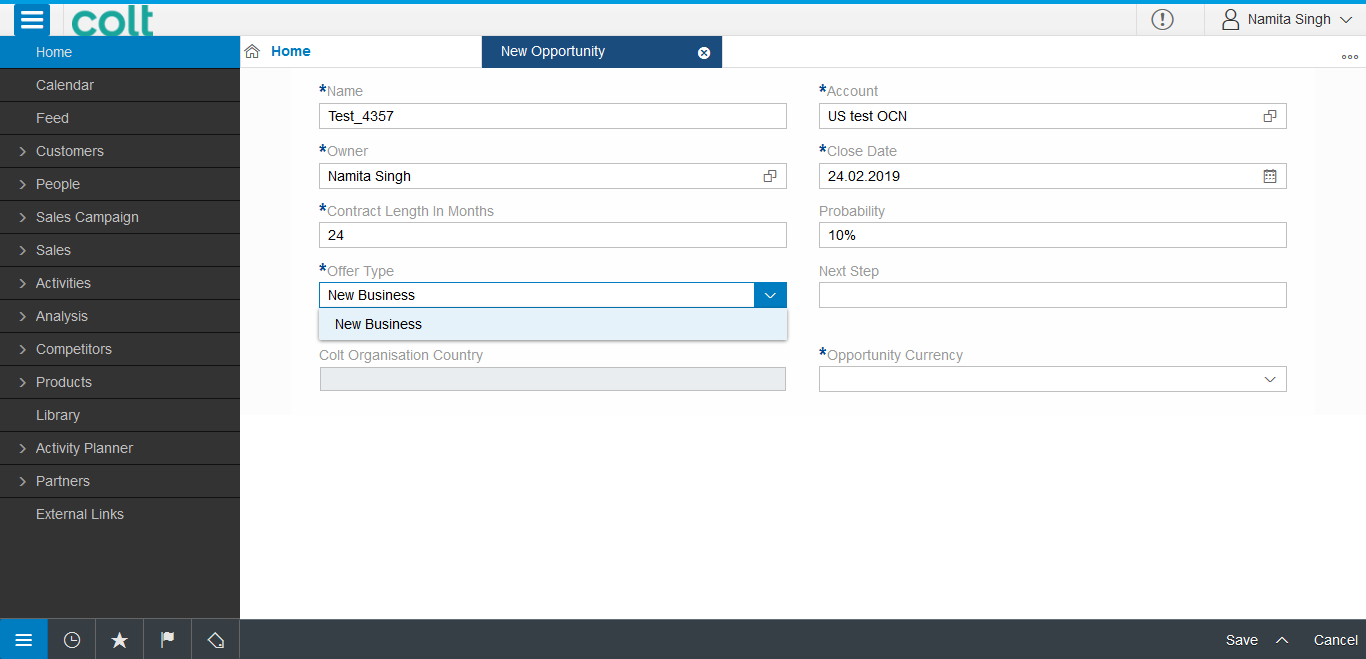 colt
Namita Singh
Home
Calendar
Feed
Customers
People
Sales Campaign
Sales
Activities
Analysis
Competitors
Products
Library
Activity Planner
Partners
External Links
Home
New Opportunity
*Name
Test_4357
*Account
US test OCN
*Owner
Namita Singh
*Close Date
24.02.2019
*Contract Length In Months
24
Probability
10%
*Offer Type
New Business
New Business
Next Step
Colt Organisation Country
*Opportunity Currency
Save
Cancel